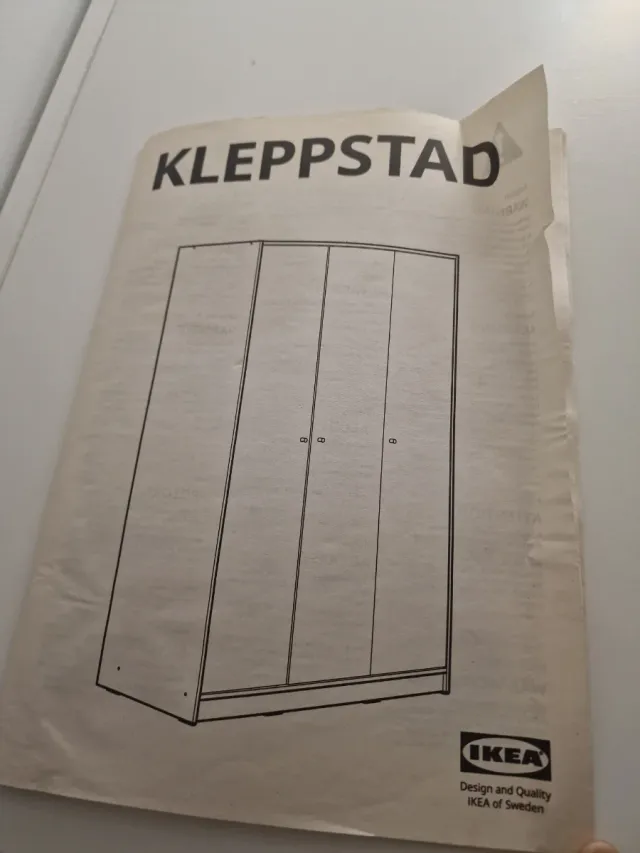 KLEPPSTAD
IKEA
Design and Quality
IKEA of Sweden